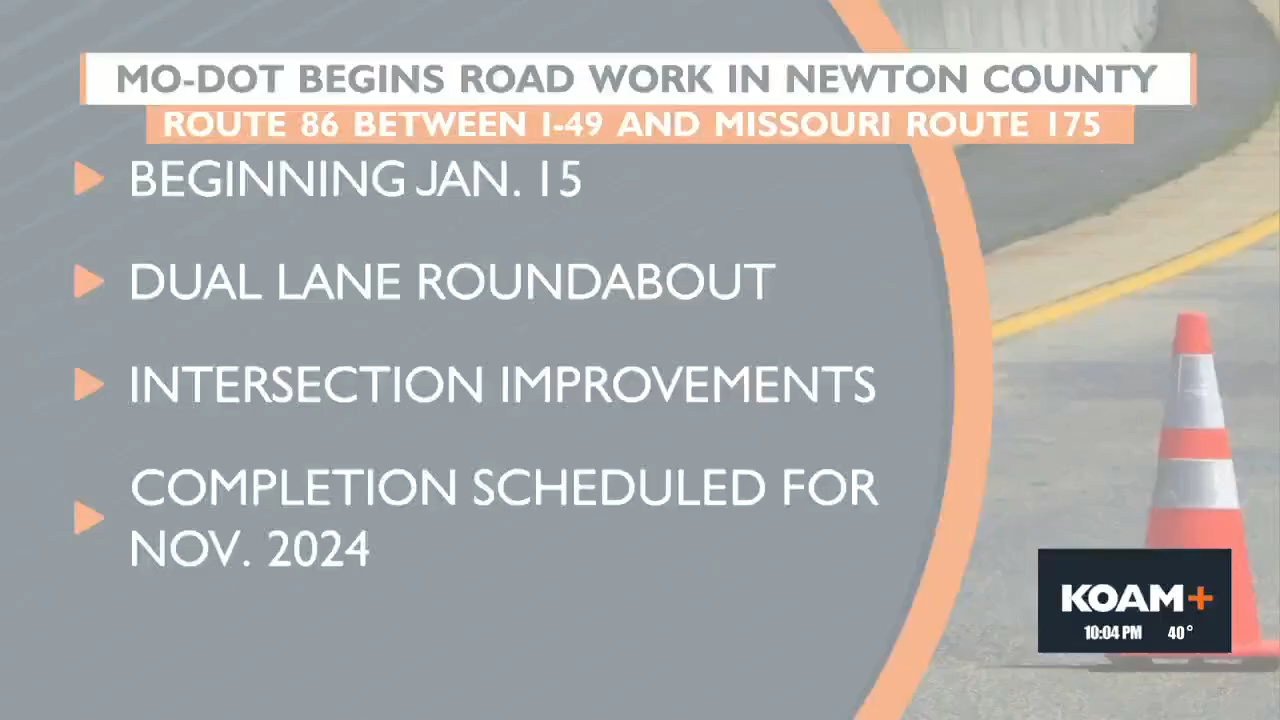 MO-DOT BEGINS ROAD WORK IN NEWTON COUNTY
ROUTE 86 BETWEEN I-49 AND MISSOURI ROUTE 175
BEGINNING JAN. 15
DUAL LANE ROUNDABOUT
INTERSECTION IMPROVEMENTS
COMPLETION SCHEDULED FOR
NOV. 2024
KOAM+
10:04 PM 40°